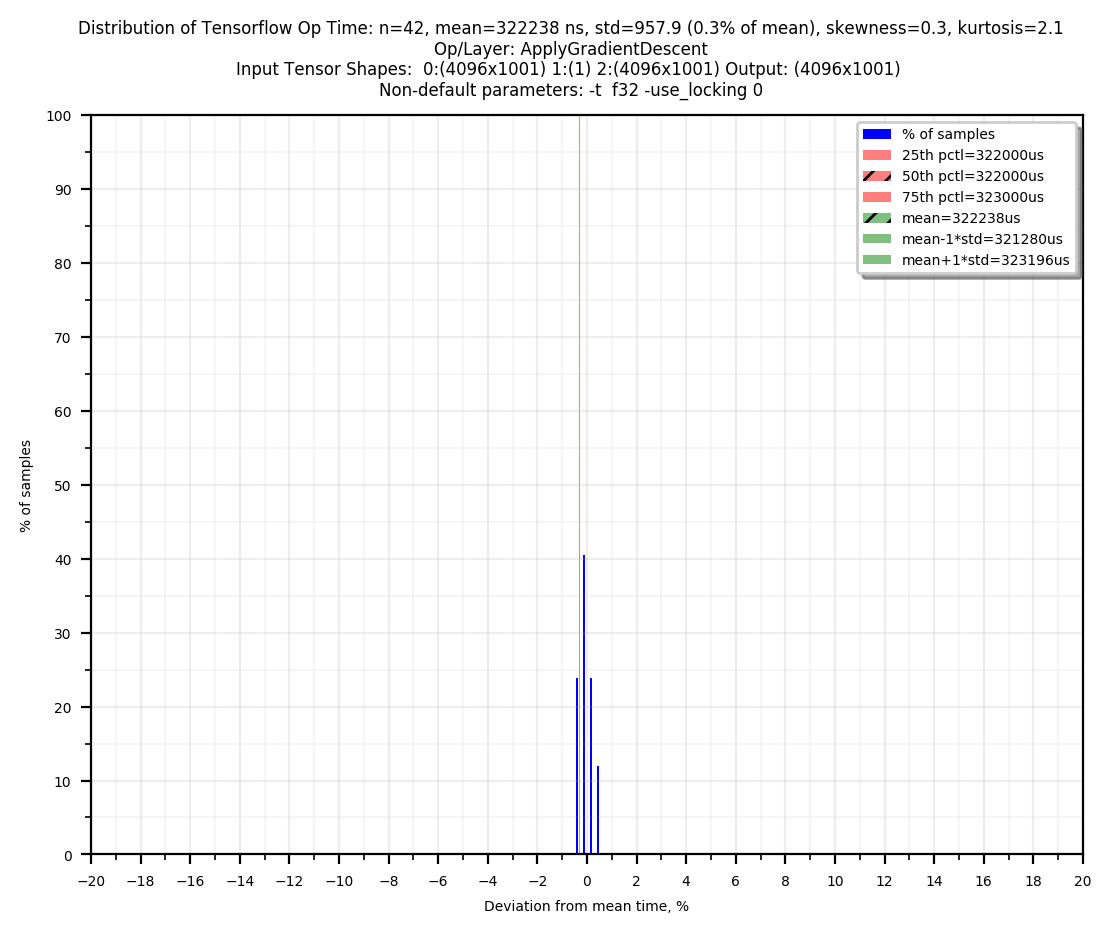 Distribution of Tensorflow Op Time: n=42, mean=322238 ns, std=957.9 (0.3% of mean), skewness=0.3, kurtosis=2.1
Op/Layer: ApplyGradientDescent
Input Tensor Shapes:  0:(4096x1001) 1:(1) 2:(4096x1001) Output: (4096x1001)
Non-default parameters: -t  f32 -use_locking 0
% of samples
25th pctl=322000us
50th pctl=322000us
75th pctl=323000us
mean=322238us
mean-1*std=321280us
mean+1*std=323196us
100
90
80
70
60
50
40
30
20
10
0
% of samples
−20 −18 −16 −14 −12 −10 −8 −6 −4 −2 0 2 4 6 8 10 12 14 16 18 20
Deviation from mean time, %